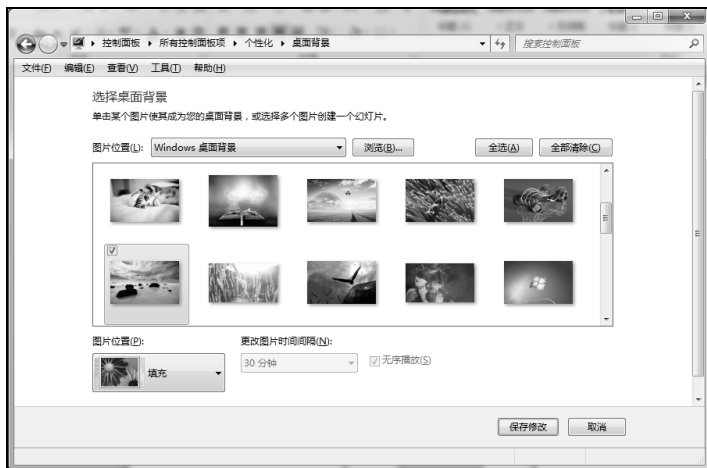 控制面板 ▸ 所有控制面板项 ▸ 个性化 ▸ 桌面背景
搜索控制面板
文件(F) 编辑(E) 查看(V) 工具(T) 帮助(H)
选择桌面背景
单击某个图片使其成为您的桌面背景，或选择多个图片创建一个幻灯片。
图片位置(L): Windows 桌面背景 浏览(B)... 全选(A) 全部清除(C)
图片位置(P): 更改图片时间间隔(N):
填充 30 分钟 无序播放(S)
保存修改 取消